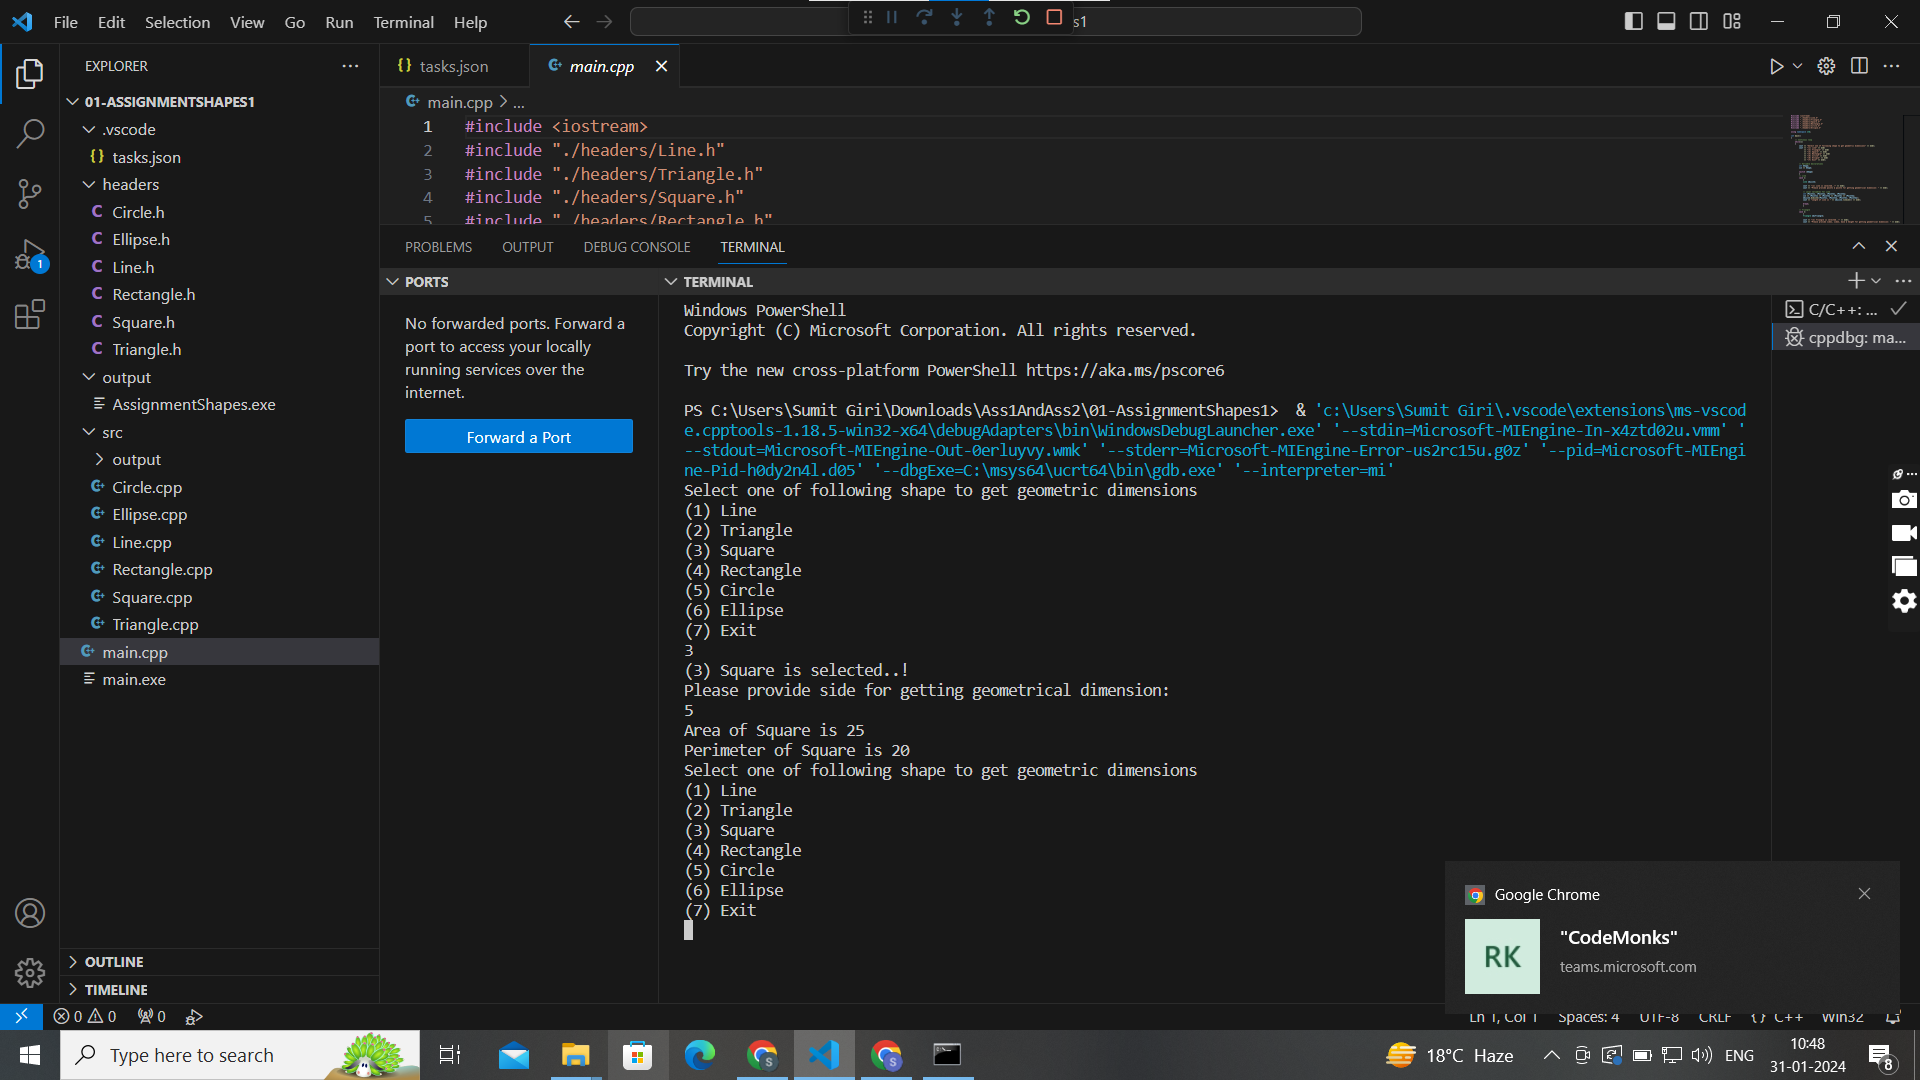 File Edit Selection View Go Run Terminal Help
s1
EXPLORER
01-ASSIGNMENTSHAPES1
.vscode
tasks.json
headers
Circle.h
Ellipse.h
Line.h
Rectangle.h
Square.h
Triangle.h
output
AssignmentShapes.exe
src
output
Circle.cpp
Ellipse.cpp
Line.cpp
Rectangle.cpp
Square.cpp
Triangle.cpp
main.cpp
main.exe
OUTLINE
TIMELINE
1
tasks.json
main.cpp
main.cpp > ...
1 #include <iostream>
2 #include "./headers/Line.h"
3 #include "./headers/Triangle.h"
4 #include "./headers/Square.h"
5 #include "./headers/Rectangle.h"
PROBLEMS OUTPUT DEBUG CONSOLE TERMINAL
PORTS
No forwarded ports. Forward a
port to access your locally
running services over the
internet.
Forward a Port
TERMINAL
Windows PowerShell
Copyright (C) Microsoft Corporation. All rights reserved.
Try the new cross-platform PowerShell https://aka.ms/pscore6
PS C:\Users\Sumit Giri\Downloads\Ass1AndAss2\01-AssignmentShapes1>  & 'c:\Users\Sumit Giri\.vscode\extensions\ms-vscod
e.cpptools-1.18.5-win32-x64\debugAdapters\bin\WindowsDebugLauncher.exe' '--stdin=Microsoft-MIEngine-In-x4ztd02u.vmm' '
--stdout=Microsoft-MIEngine-Out-0erluyvy.wmk' '--stderr=Microsoft-MIEngine-Error-us2rc15u.g0z' '--pid=Microsoft-MIEngi
ne-Pid-h0dy2n4l.d05' '--dbgExe=C:\msys64\ucrt64\bin\gdb.exe' '--interpreter=mi'
Select one of following shape to get geometric dimensions
(1) Line
(2) Triangle
(3) Square
(4) Rectangle
(5) Circle
(6) Ellipse
(7) Exit
3
(3) Square is selected..!
Please provide side for getting geometrical dimension:
5
Area of Square is 25
Perimeter of Square is 20
Select one of following shape to get geometric dimensions
(1) Line
(2) Triangle
(3) Square
(4) Rectangle
(5) Circle
(6) Ellipse
(7) Exit
C/C++: ...
cppdbg: ma...
Google Chrome
RK
"CodeMonks"
teams.microsoft.com
0 0 0
Ln 1, Col 1 Spaces: 4 UTF-8 CRLF {} C++ Win32
Type here to search
18°C Haze
ENG
10:48
31-01-2024
8